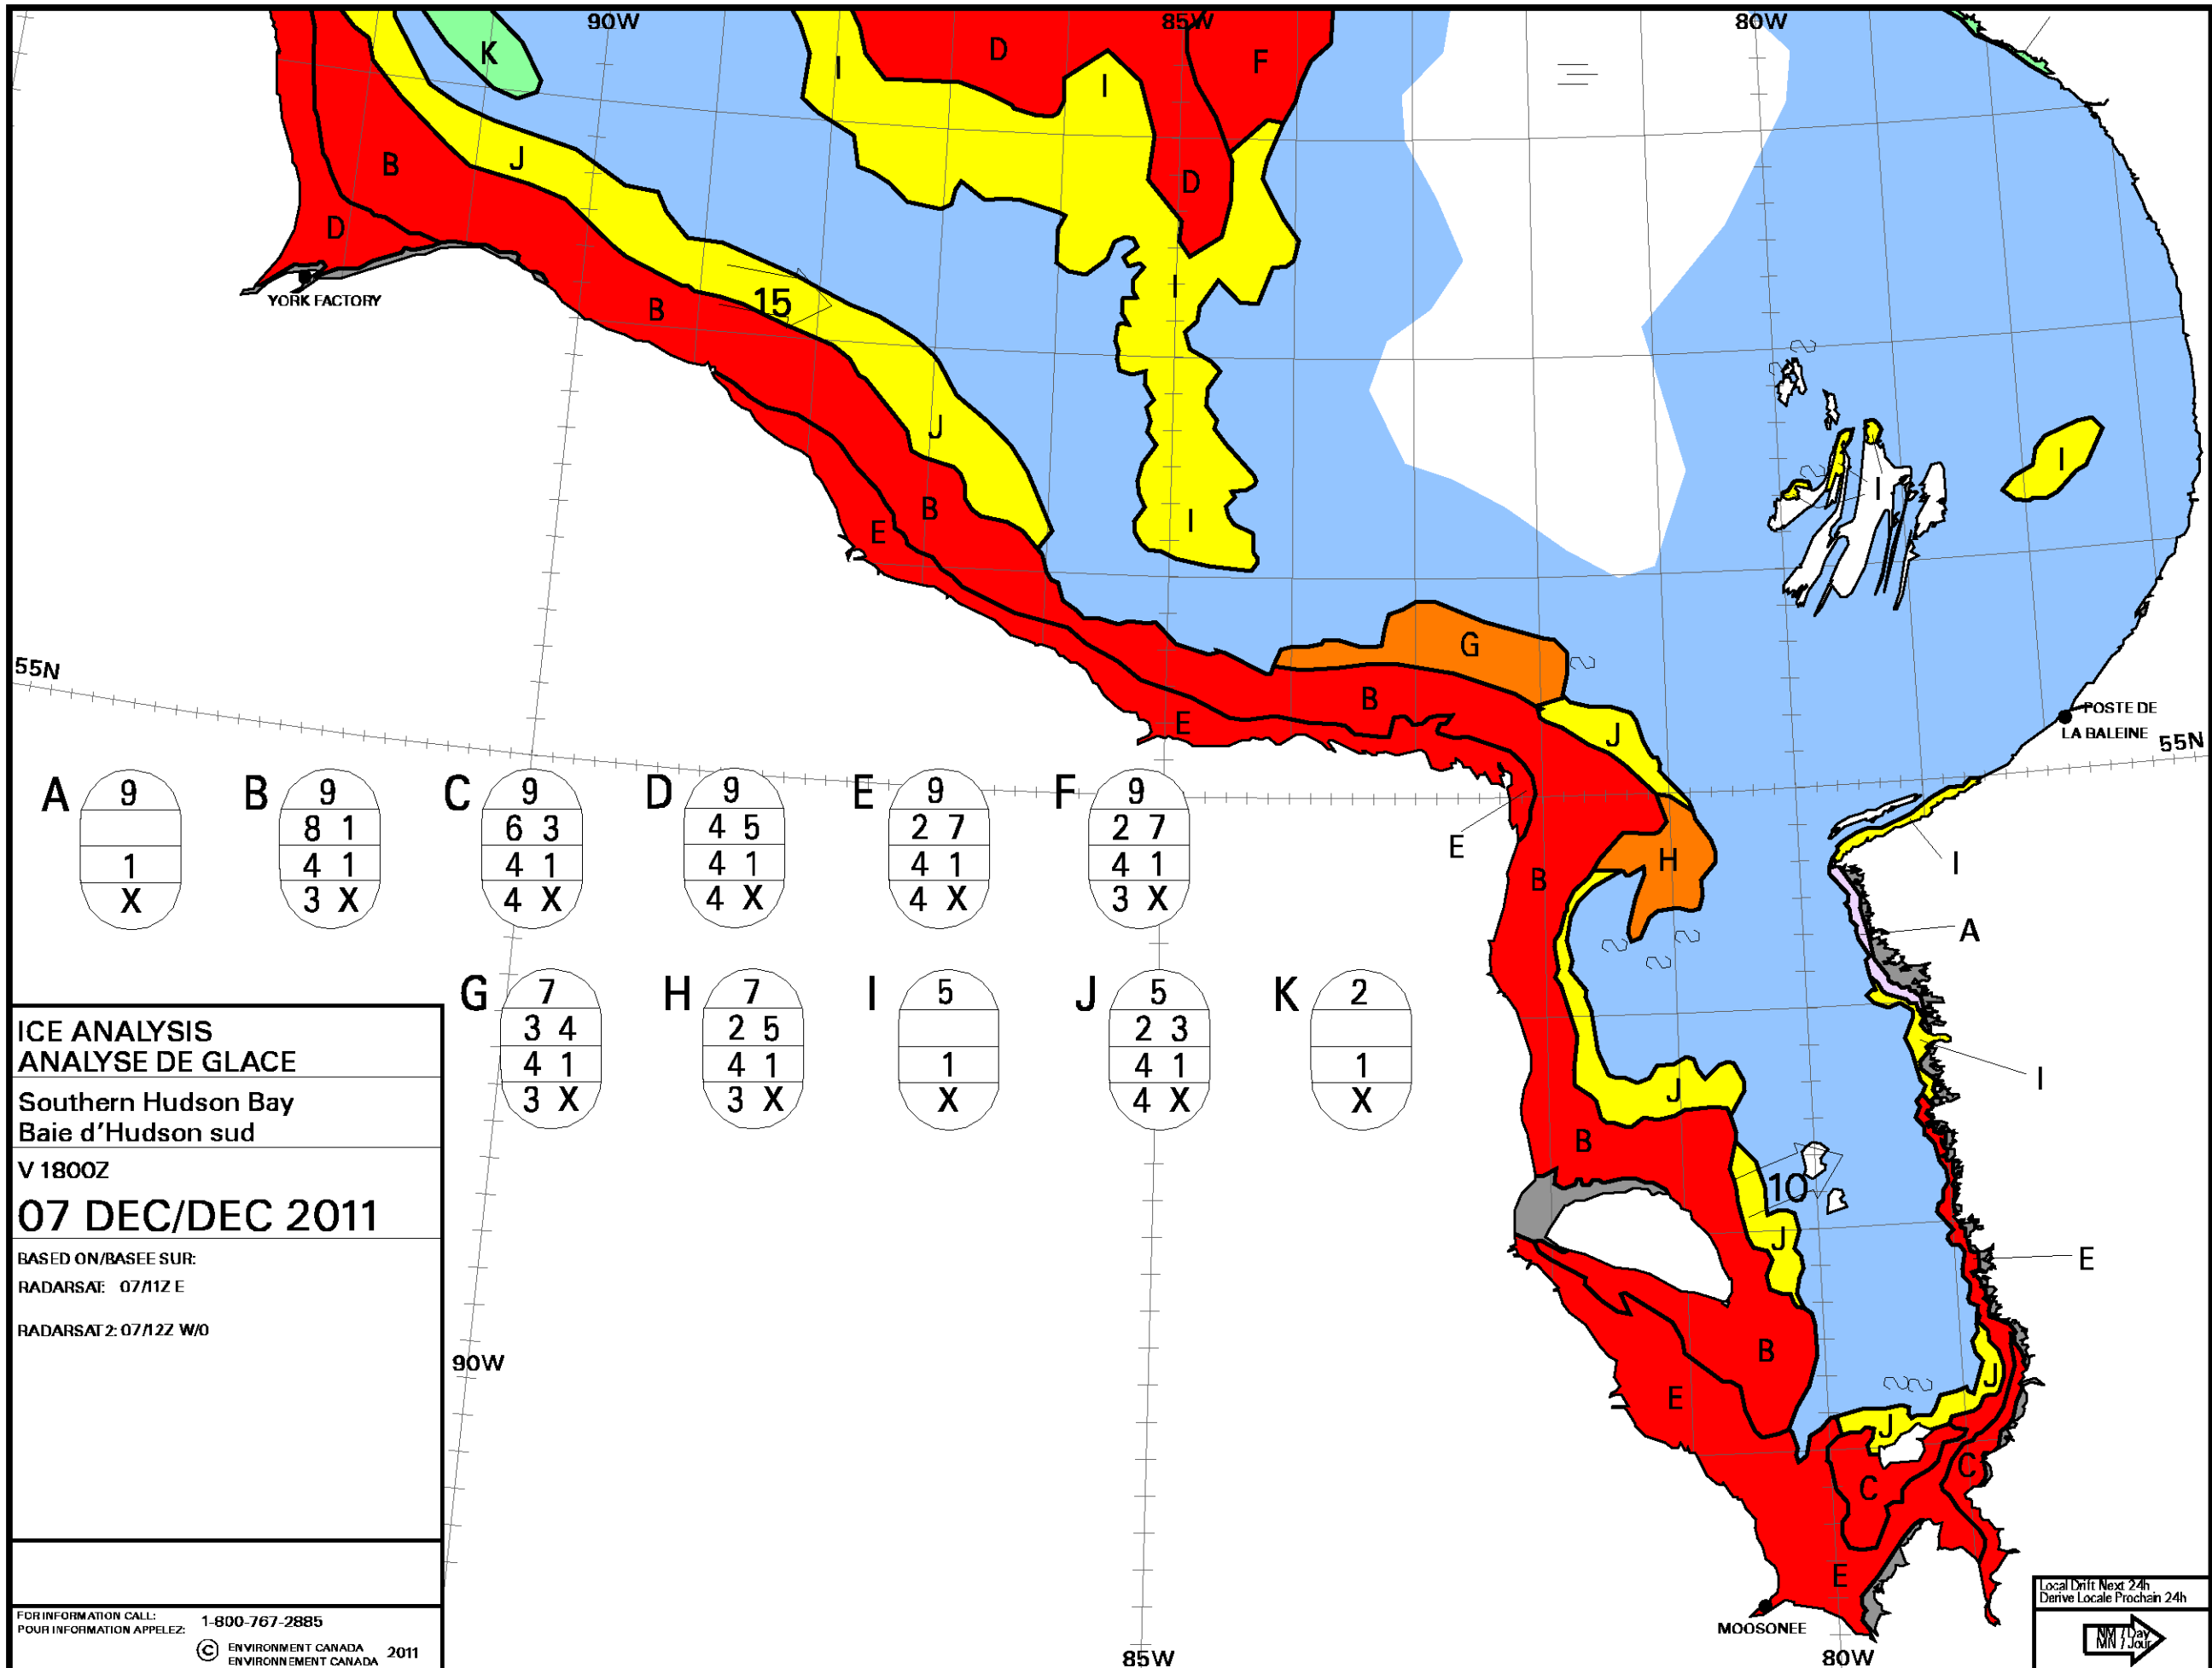 90W
85W
80W
K
I
D
I
F
B
J
D
D
YORK FACTORY
B
15
I
J
I
I
B
E
I
55N
G
B
E
J
POSTE DE
LA BALEINE
55N
A
9
1
X
B
9
8 1
4 1
3 X
C
9
6 3
4 1
4 X
D
9
4 5
4 1
4 X
E
9
2 7
4 1
4 X
F
9
2 7
4 1
3 X
E
B
H
I
A
G
7
3 4
4 1
3 X
H
7
2 5
4 1
3 X
I
5
1
X
J
5
2 3
4 1
4 X
K
2
1
X
J
I
B
10
J
E
B
E
J
J
C
C
E
MOOSONEE
90W
85W
80W
ICE ANALYSIS
ANALYSE DE GLACE
Southern Hudson Bay
Baie d'Hudson sud
V 1800Z
07 DEC/DEC 2011
BASED ON/BASEE SUR:
RADARSAT: 07/11Z E
RADARSAT2: 07/12Z W/0
FOR INFORMATION CALL: 1-800-767-2885
POUR INFORMATION APPELEZ:
© ENVIRONMENT CANADA 2011
ENVIRONNEMENT CANADA
Local Drift Next 24h
Derive Locale Prochain 24h
NM / Day
MN / Jour